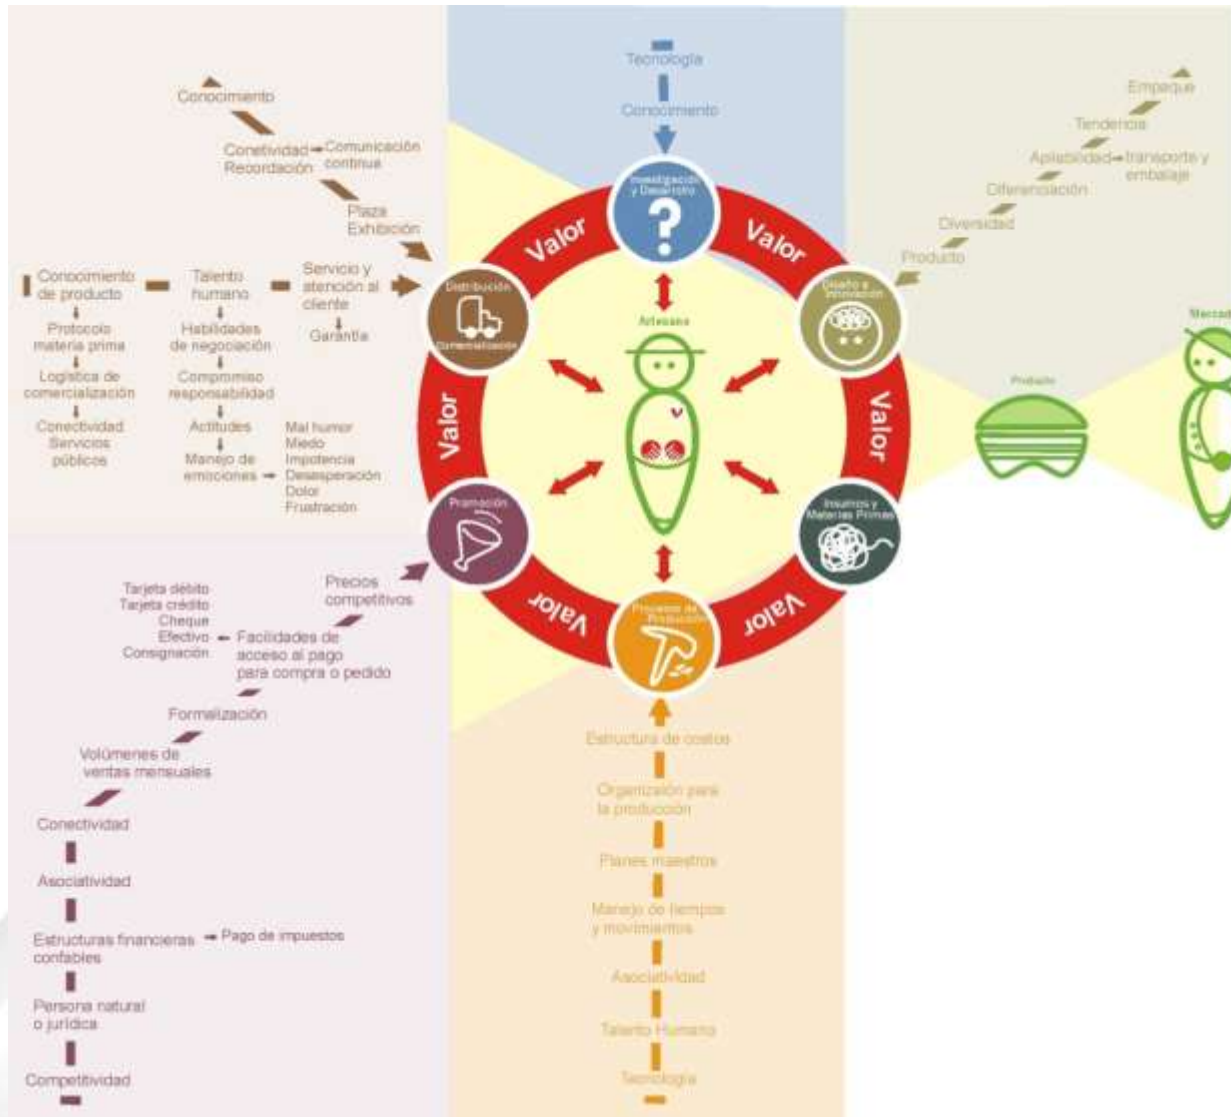 Tecnología
Conocimiento
Investigación
y Desarrollo
Conocimiento
Conetividad
Recordación
Comunicación
continua
Plaza
Exhibición
Conocimiento
de producto
Protocolo
materia prima
Logística de
comercialización
Conectividad
Servicios
públicos
Talento
humano
Habilidades
de negociación
Compromiso
responsabilidad
Actitudes
Manejo de
emociones
Mal humor
Miedo
Impotencia
Desesperación
Dolor
Frustración
Servicio y
atención al
cliente
Garantía
Distribución
Comercialización
Empaque
Tendencia
Apilabilidad
transporte y
embalaje
Diferenciación
Diversidad
Producto
Diseño e
Innovación
Valor
Valor
Valor
Valor
Valor
Valor
Artesano
Producto
Mercad
Insumos y
Materias Primas
Promoción
Precios
competitivos
Tarjeta débito
Tarjeta crédito
Cheque
Efectivo
Consignación
Facilidades de
acceso al pago
para compra o pedido
Formalización
Volúmenes de
ventas mensuales
Conectividad
Asociatividad
Estructuras financieras
confables
Pago de impuestos
Persona natural
o jurídica
Competitividad
Procesos de
Producción
Estructura de costos
Organizaión para
la producción
Planes maestros
Manejo de tiempos
y movimientos
Asociatividad
Talento Humano
Tecnología